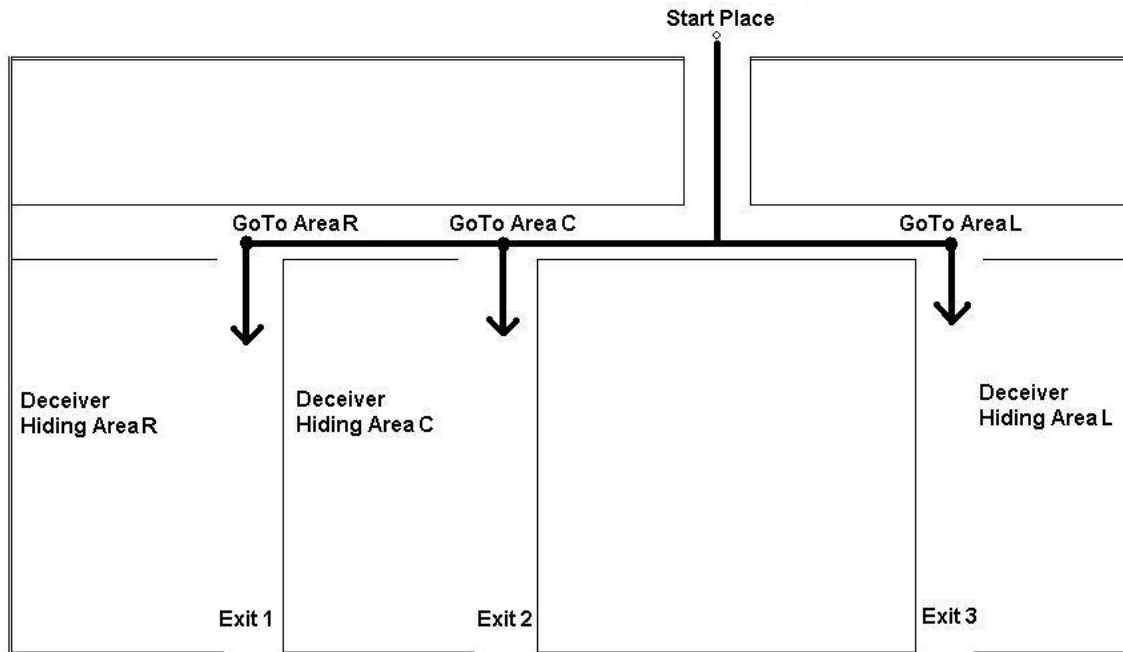 Start Place
GoTo Area R
GoTo Area C
GoTo Area L
Deceiver
Hiding Area R
Deceiver
Hiding Area C
Deceiver
Hiding Area L
Exit 1
Exit 2
Exit 3